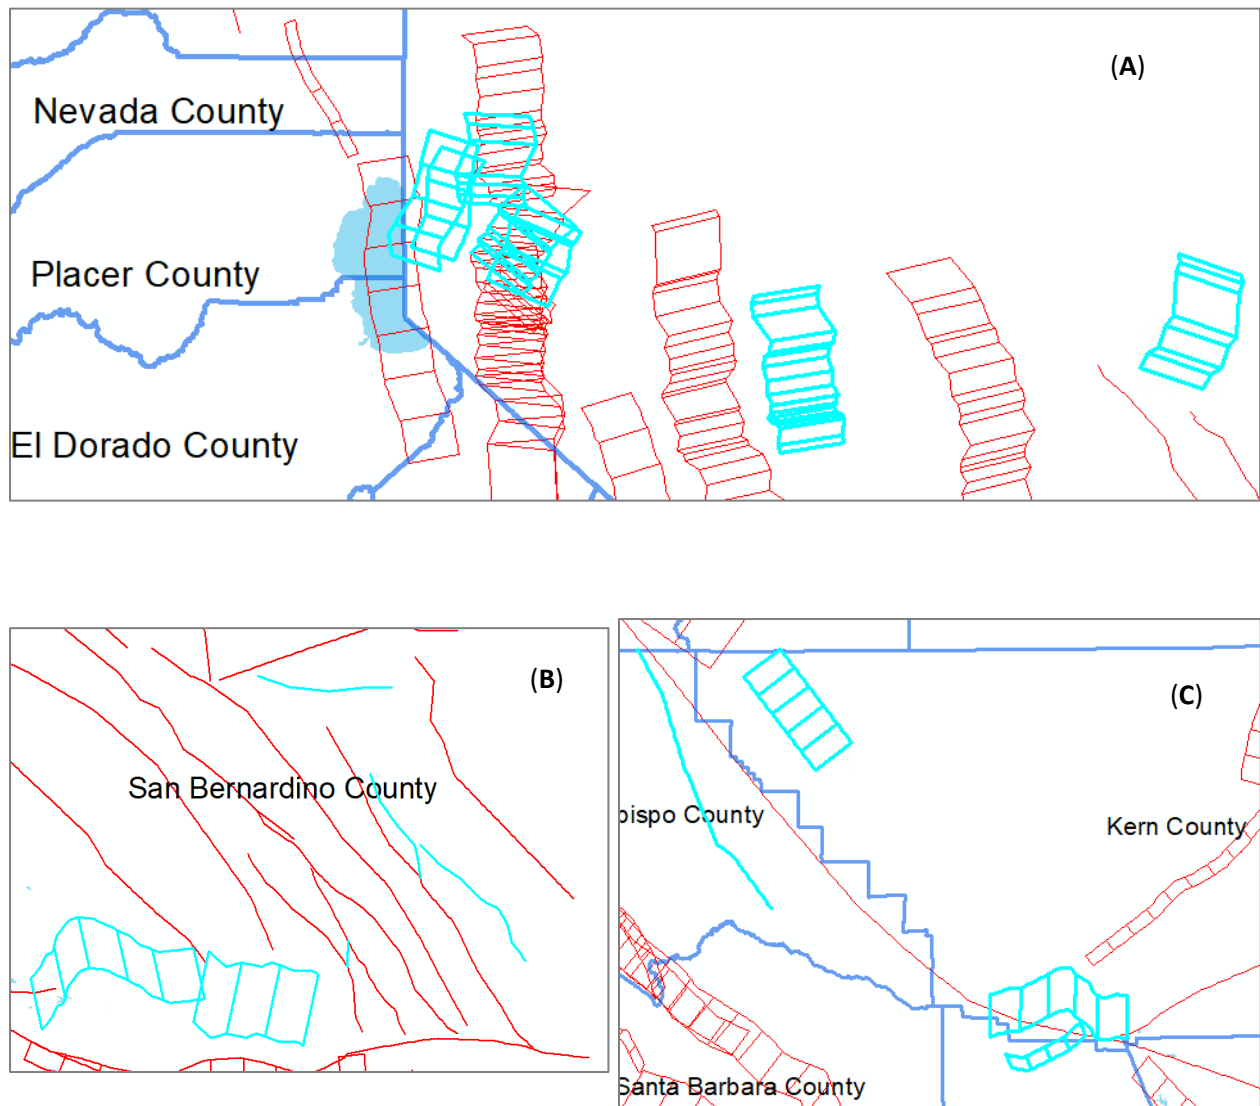 (A)
Nevada County
Placer County
El Dorado County
(B)
San Bernardino County
(C)
bispo County
Kern County
Santa Barbara County